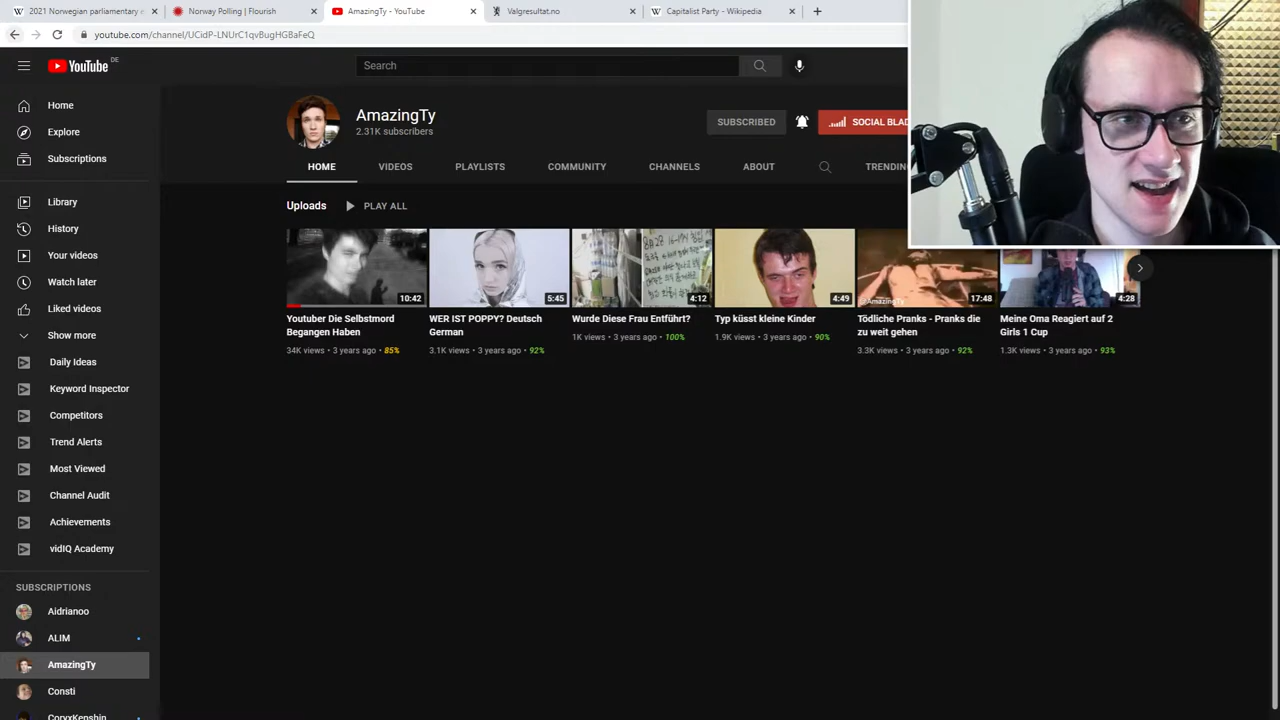 2021 Norwegian parliamentary e
Norway Polling | Flourish
AmazingTy - YouTube
Valgresultat.no
Capitalist Party - Wikipedia
youtube.com/channel/UCidP-LNUrC1qvBugHGBaFeQ
YouTube DE
Search
Home
Explore
Subscriptions
Library
History
Your videos
Watch later
Liked videos
Show more
Daily Ideas
Keyword Inspector
Competitors
Trend Alerts
Most Viewed
Channel Audit
Achievements
vidIQ Academy
SUBSCRIPTIONS
Aidrianoo
ALIM
AmazingTy
Consti
CoryxKenshin
AmazingTy
2.31K subscribers
SUBSCRIBED
SOCIAL BLAD
HOME
VIDEOS
PLAYLISTS
COMMUNITY
CHANNELS
ABOUT
TRENDING
Uploads
PLAY ALL
10:42
Youtuber Die Selbstmord
Begangen Haben
34K views • 3 years ago • 85%
5:45
WER IST POPPY? Deutsch
German
3.1K views • 3 years ago • 92%
4:12
Wurde Diese Frau Entführt?
1K views • 3 years ago • 100%
4:49
Typ küsst kleine Kinder
1.9K views • 3 years ago • 90%
AmazingTy
17:48
Tödliche Pranks - Pranks die
zu weit gehen
3.3K views • 3 years ago • 92%
4:28
Meine Oma Reagiert auf 2
Girls 1 Cup
1.3K views • 3 years ago • 93%